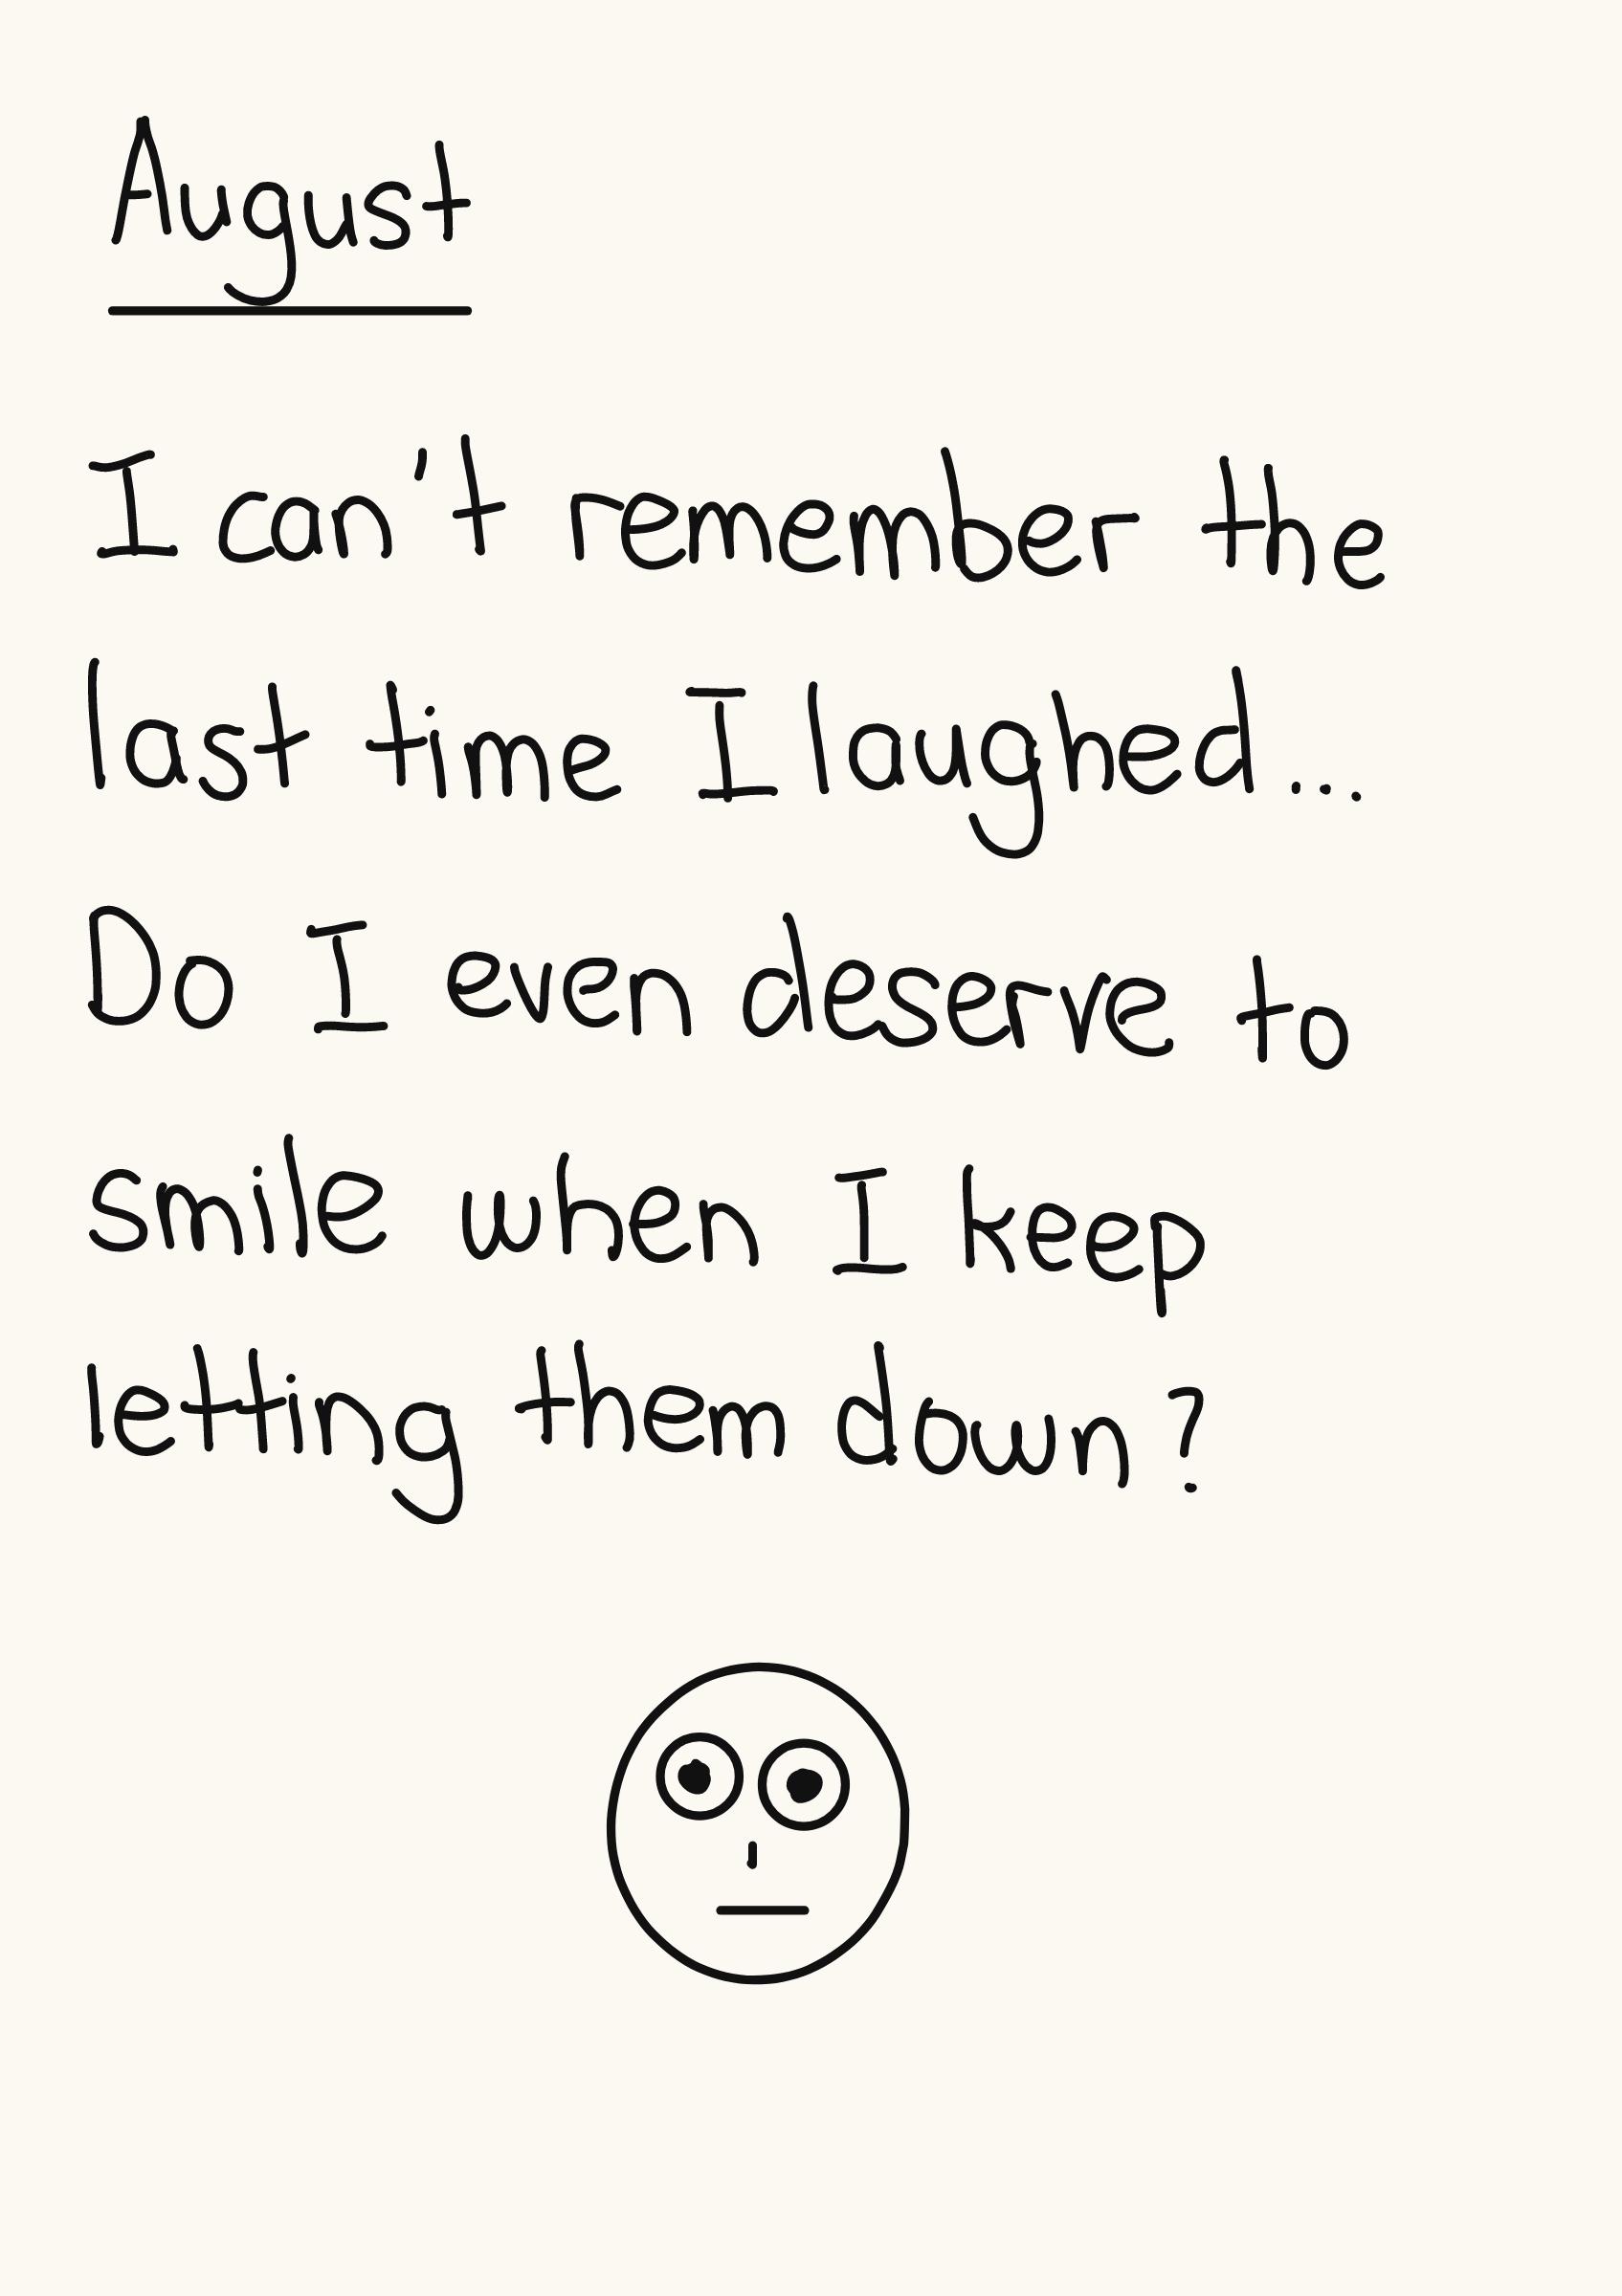 August
I can't remember the
last time I laughed...
Do I even deserve to
smile when I keep
letting them down?